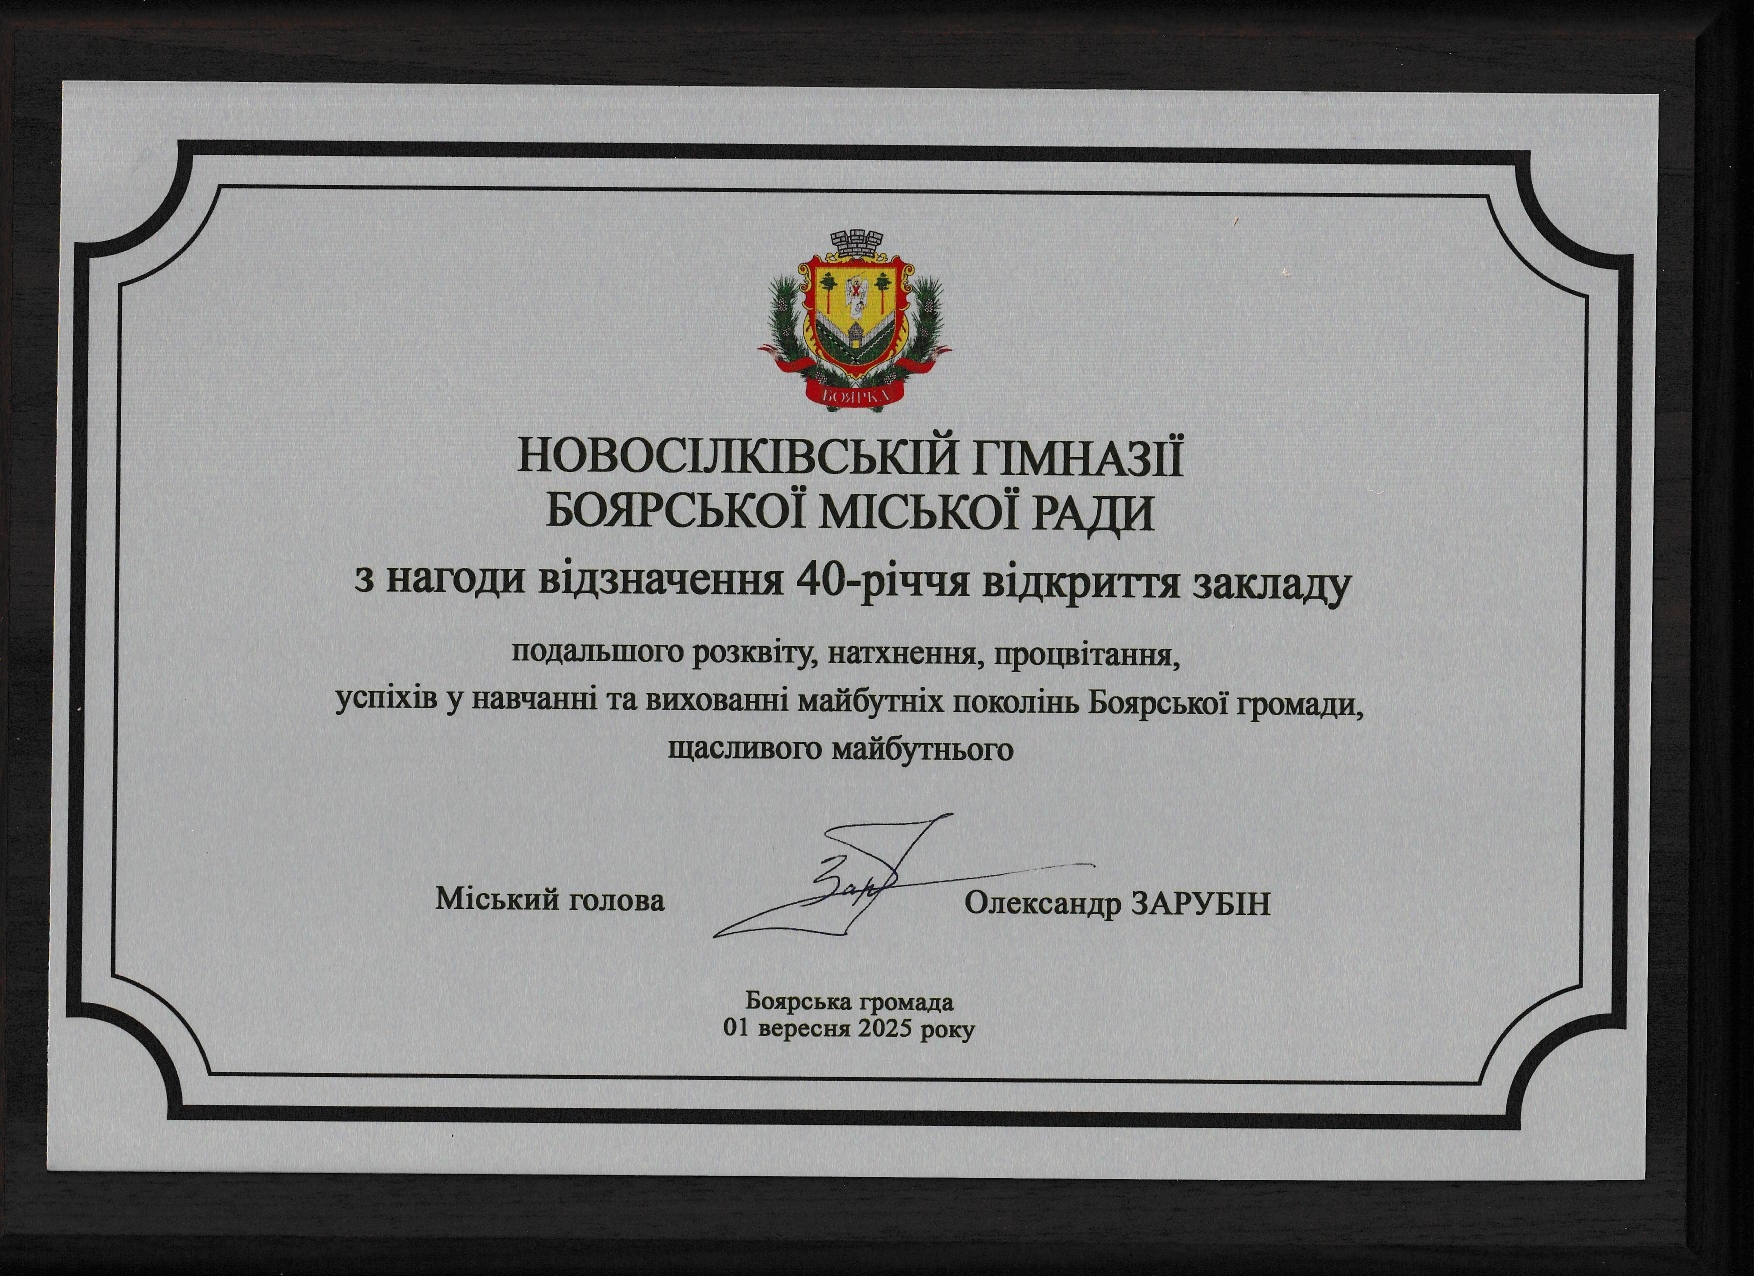 БОЯРКА
НОВОСІЛКІВСЬКІЙ ГІМНАЗІЇ
БОЯРСЬКОЇ МІСЬКОЇ РАДИ
з нагоди відзначення 40-річчя відкриття закладу
подальшого розквіту, натхнення, процвітання,
успіхів у навчанні та вихованні майбутніх поколінь Боярської громади,
щасливого майбутнього
Міський голова Зар Олександр ЗАРУБІН
Боярська громада
01 вересня 2025 року